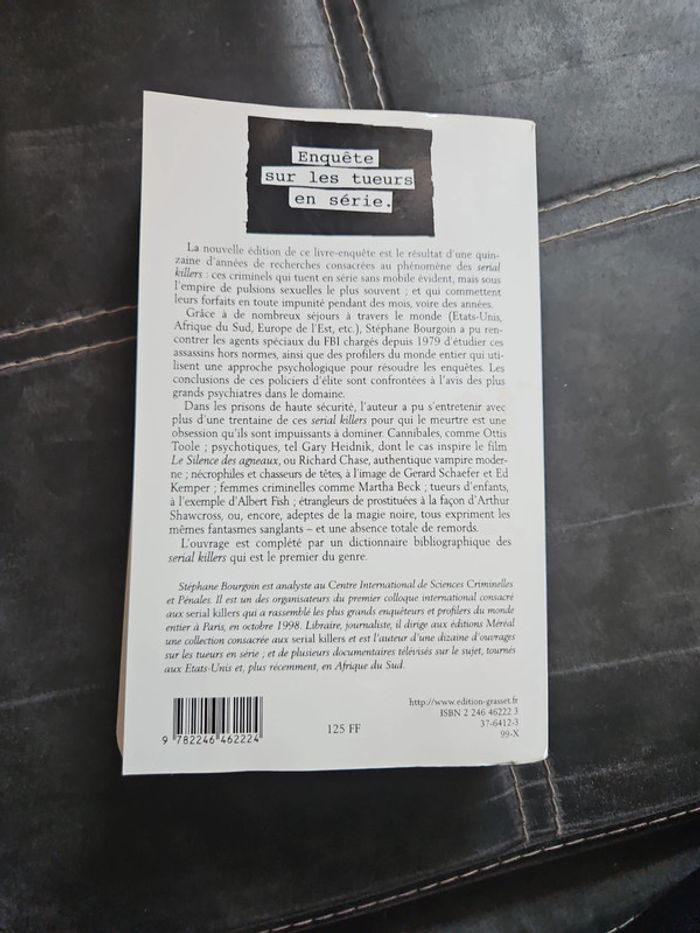 Enquête
sur les tueurs
en série.
La nouvelle édition de ce livre-enquête est le résultat d'une quin-
zaine d'années de recherches consacrées au phénomène des serial
killers : ces criminels qui tuent en série sans mobile évident, mais sous
l'empire de pulsions sexuelles le plus souvent ; et qui commettent
leurs forfaits en toute impunité pendant des mois, voire des années.
Grâce à de nombreux séjours à travers le monde (Etats-Unis,
Afrique du Sud, Europe de l'Est, etc.), Stéphane Bourgoin a pu ren-
contrer les agents spéciaux du FBI chargés depuis 1979 d'étudier ces
assassins hors normes, ainsi que des profilers du monde entier qui uti-
lisent une approche psychologique pour résoudre les enquêtes. Les
conclusions de ces policiers d'élite sont confrontées à l'avis des plus
grands psychiatres dans le domaine.
Dans les prisons de haute sécurité, l'auteur a pu s'entretenir avec
plus d'une trentaine de ces serial killers pour qui le meurtre est une
obsession qu'ils sont impuissants à dominer. Cannibales, comme Ottis
Toole ; psychotiques, tel Gary Heidnik, dont le cas inspire le film
Le Silence des agneaux, ou Richard Chase, authentique vampire moder-
ne ; nécrophiles et chasseurs de têtes, à l'image de Gerard Schaefer et Ed
Kemper ; femmes criminelles comme Martha Beck ; tueurs d'enfants,
à l'exemple d'Albert Fish ; étrangleurs de prostituées à la façon d'Arthur
Shawcross, ou, encore, adeptes de la magie noire, tous expriment les
mêmes fantasmes sanglants – et une absence totale de remords.
L'ouvrage est complété par un dictionnaire bibliographique des
serial killers qui est le premier du genre.
Stéphane Bourgoin est analyste au Centre International de Sciences Criminelles
et Pénales. Il est un des organisateurs du premier colloque international consacré
aux serial killers qui a rassemblé les plus grands enquêteurs et profilers du monde
entier à Paris, en octobre 1998. Libraire, journaliste, il dirige aux éditions Méréal
une collection consacrée aux serial killers et est l'auteur d'une dizaine d'ouvrages
sur les tueurs en série ; et de plusieurs documentaires télévisés sur le sujet, tournés
aux Etats-Unis et, plus récemment, en Afrique du Sud.
http://www.edition-grasset.fr
ISBN 2 246 46222 3
37-6412-3
99-X
125 FF
9 782246 462224